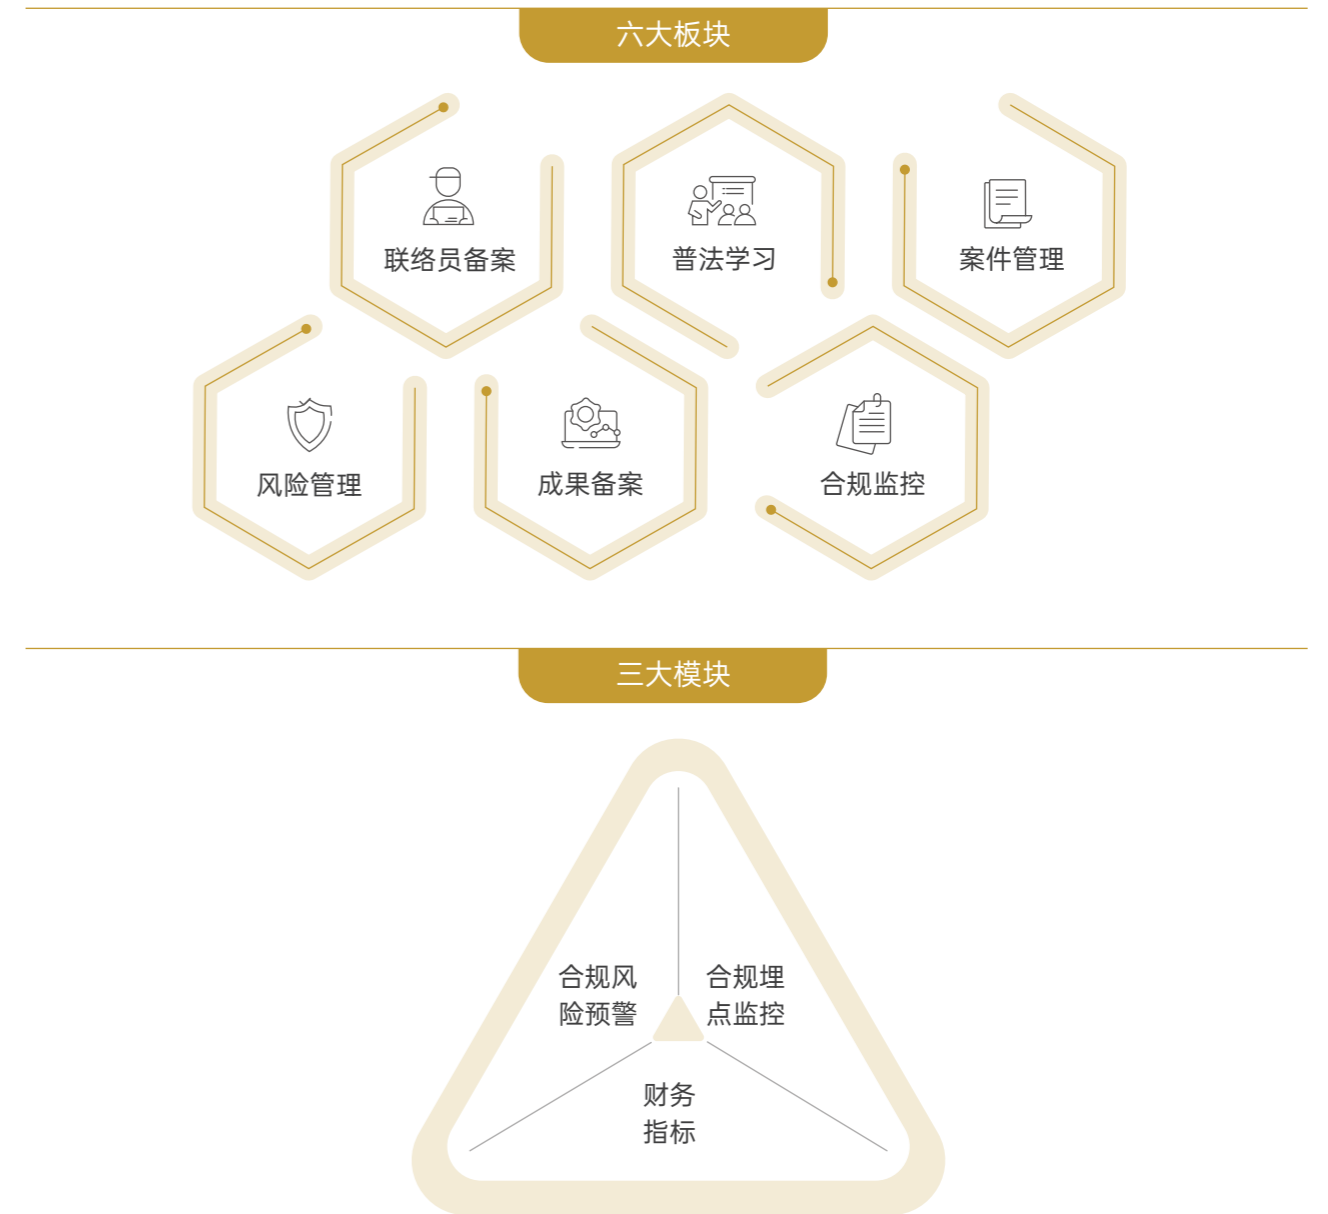 六大板块
联络员备案
普法学习
案件管理
风险管理
成果备案
合规监控
三大模块
合规风
险预警
合规埋
点监控
财务
指标